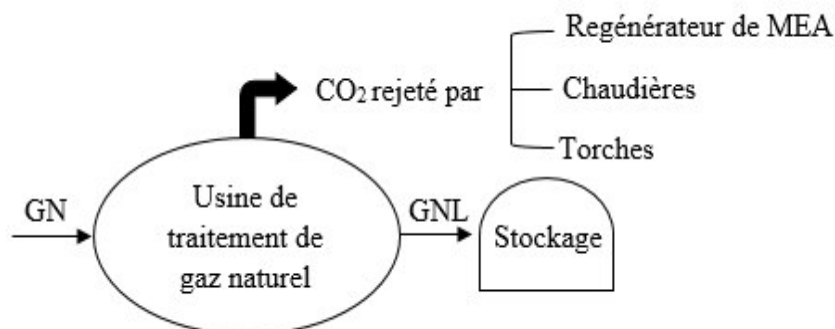 Regénérateur de MEA
CO₂ rejeté par
Chaudières
Torches
GN
Usine de
traitement de
gaz naturel
GNL
Stockage